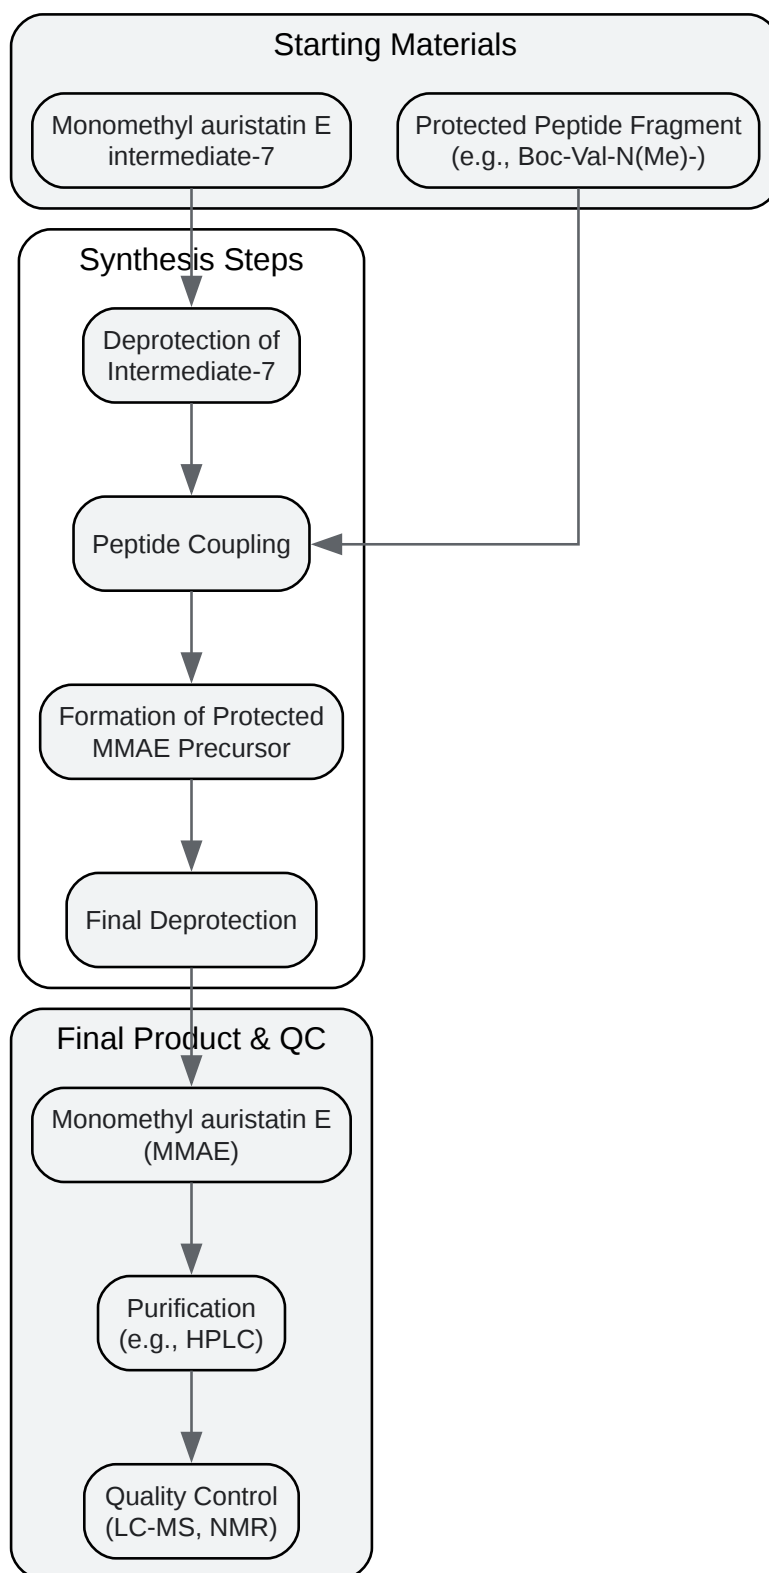 Starting Materials
Monomethyl auristatin E
intermediate-7
Protected Peptide Fragment
(e.g., Boc-Val-N(Me)-)
Synthesis Steps
Deprotection of
Intermediate-7
Peptide Coupling
Formation of Protected
MMAE Precursor
Final Deprotection
Final Product & QC
Monomethyl auristatin E
(MMAE)
Purification
(e.g., HPLC)
Quality Control
(LC-MS, NMR)